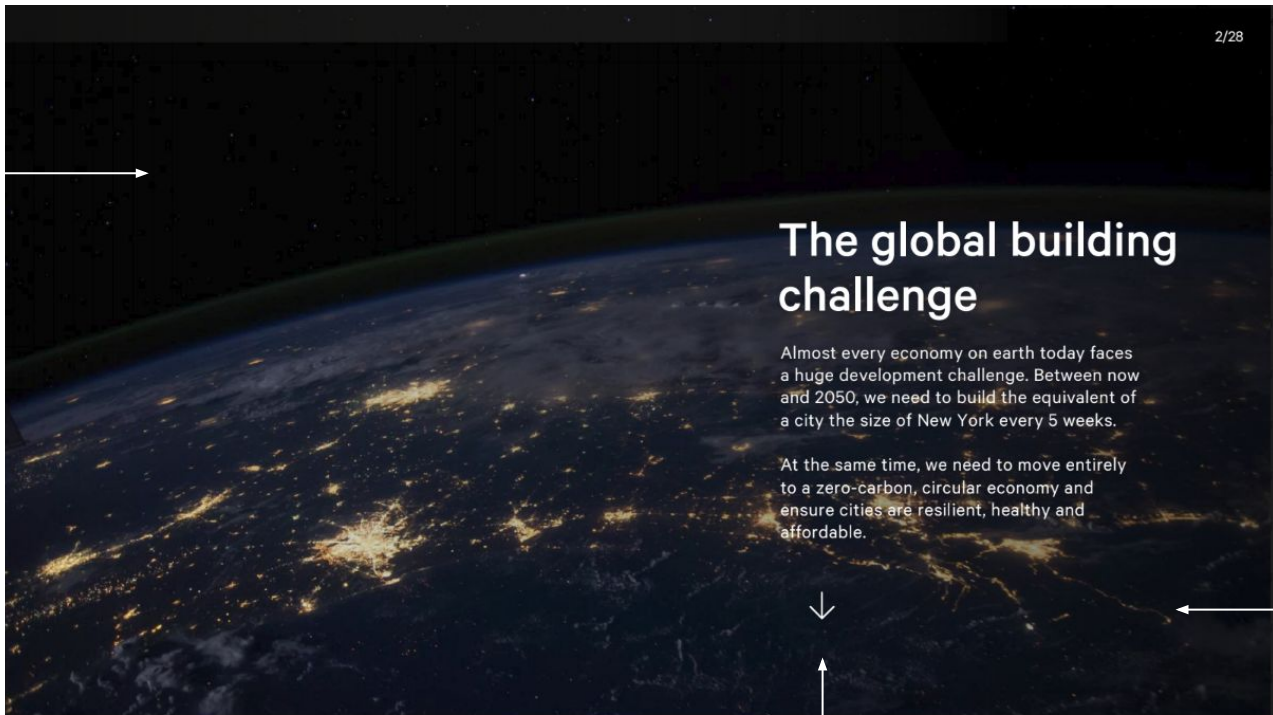 2/28
The global building
challenge
Almost every economy on earth today faces
a huge development challenge. Between now
and 2050, we need to build the equivalent of
a city the size of New York every 5 weeks.
At the same time, we need to move entirely
to a zero-carbon, circular economy and
ensure cities are resilient, healthy and
affordable.